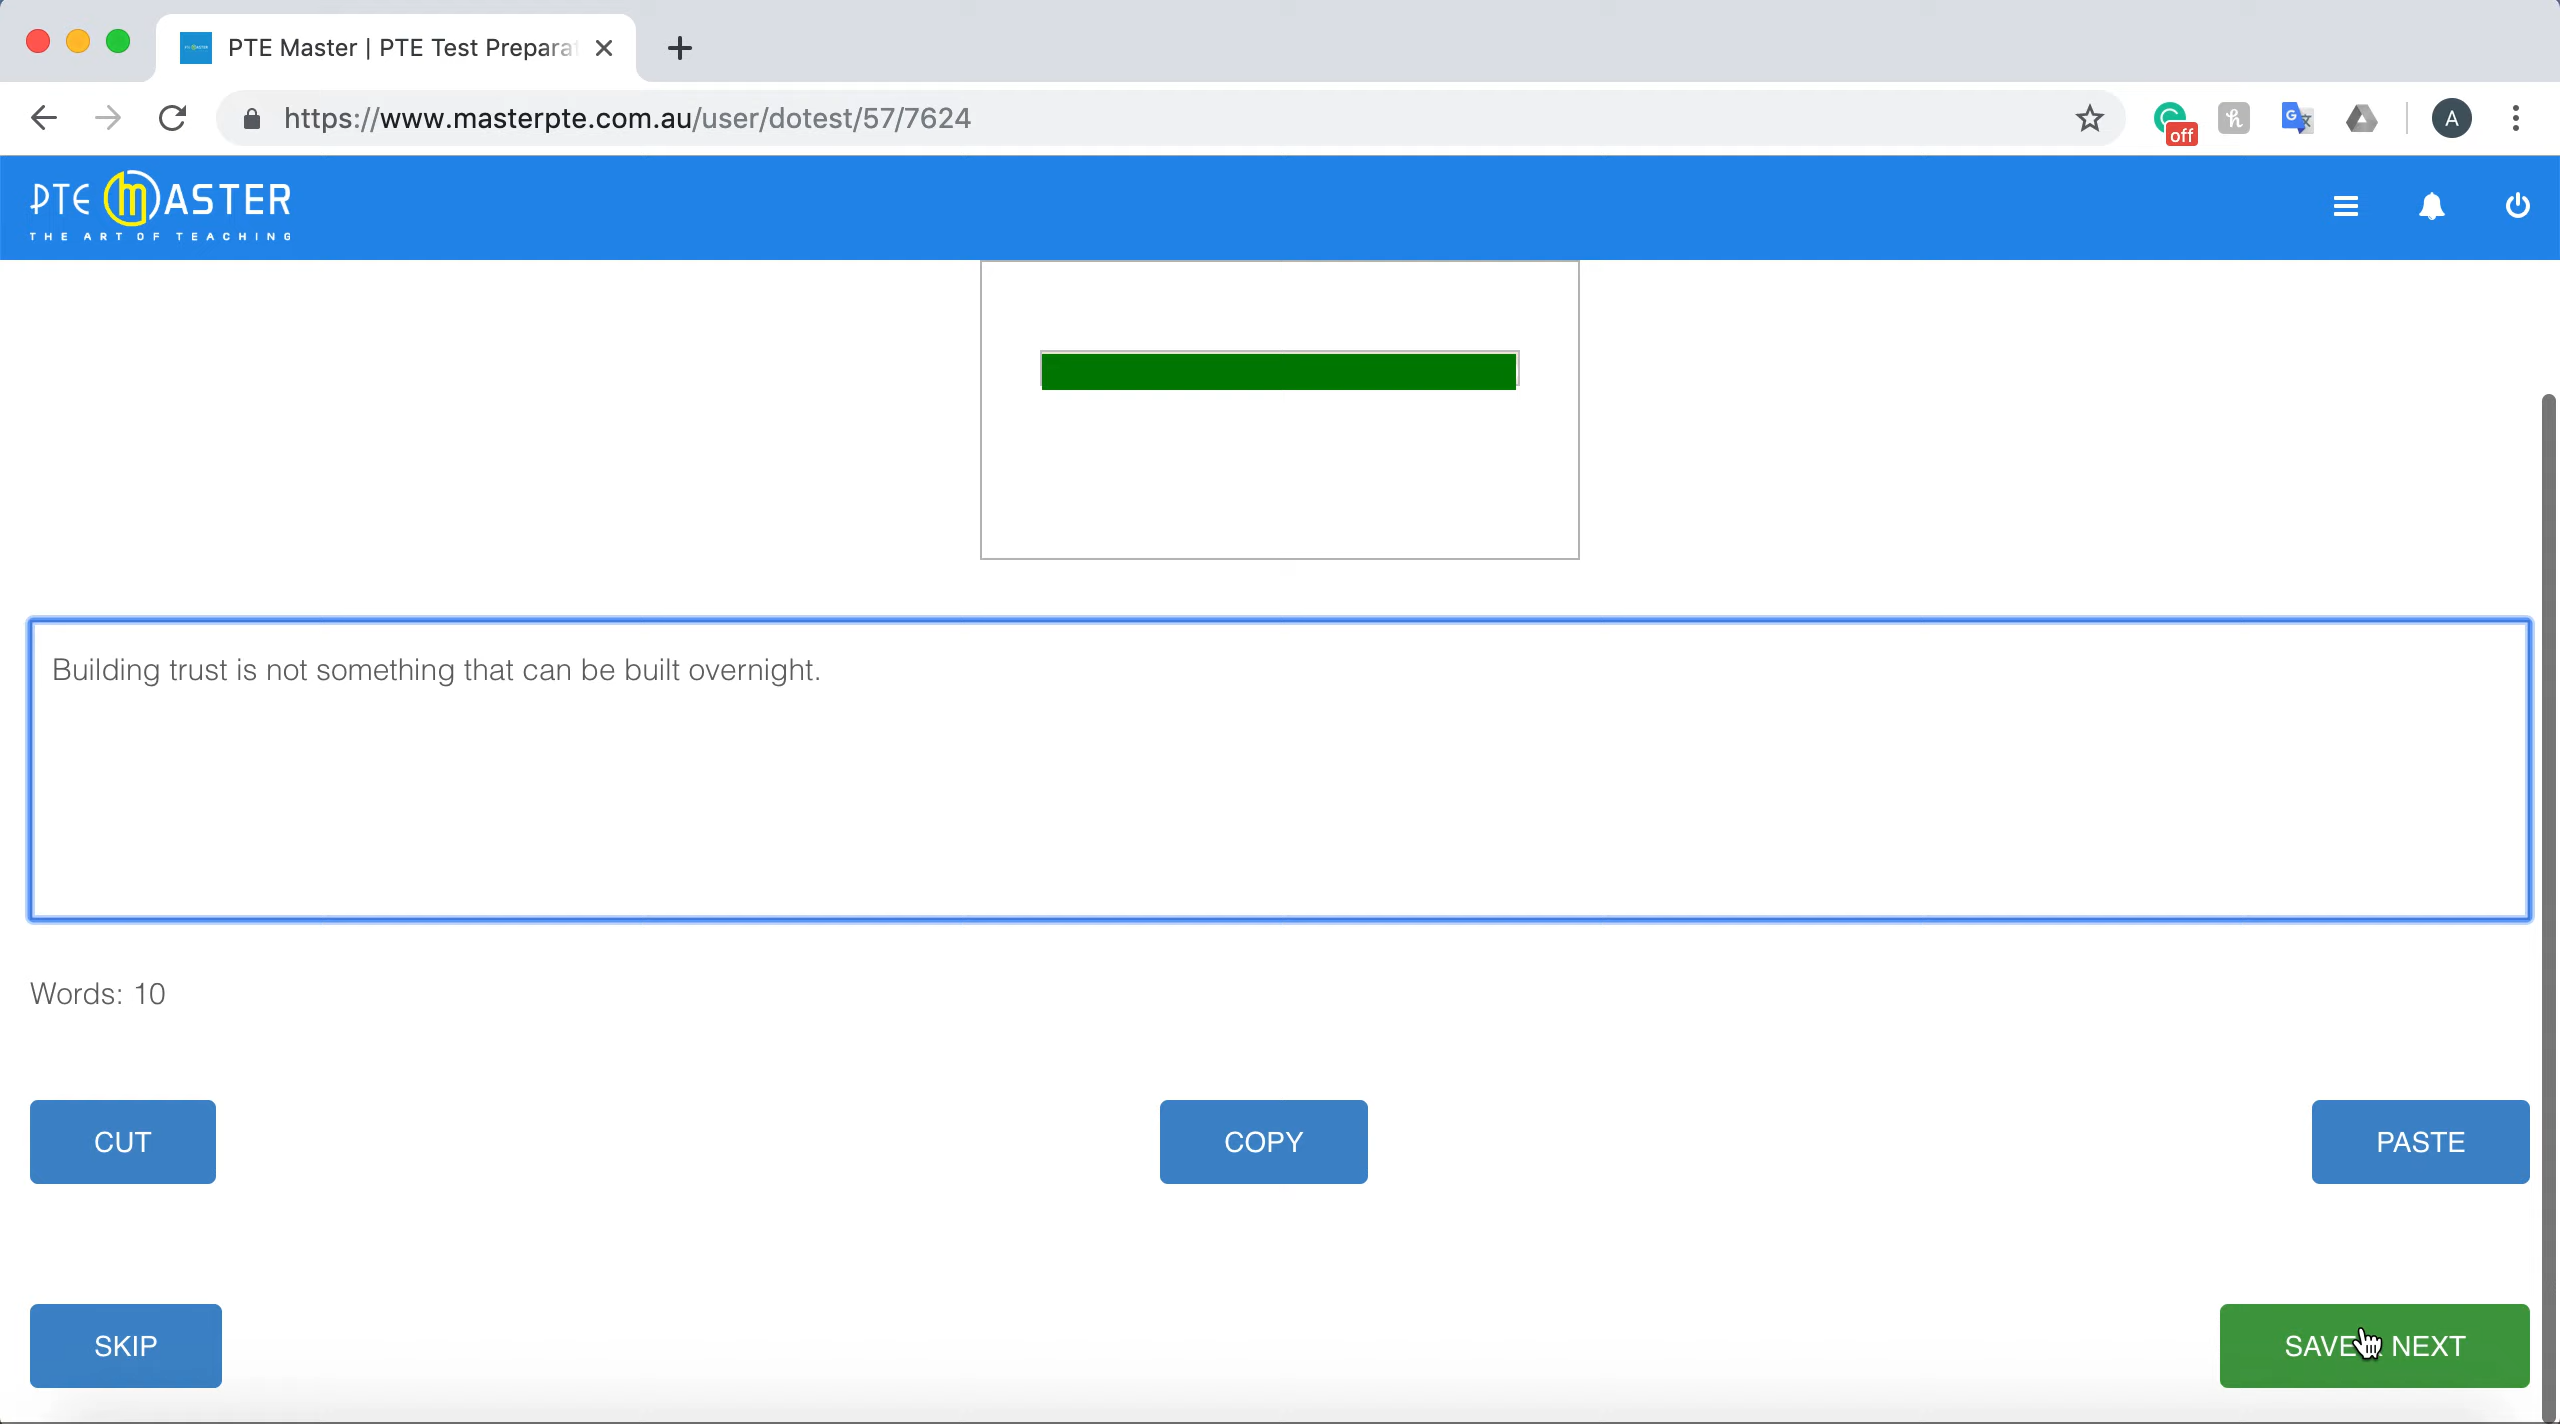 PTE Master | PTE Test Prepara
https://www.masterpte.com.au/user/dotest/57/7624
off
A
PTE MASTER
THE ART OF TEACHING
Building trust is not something that can be built overnight.
Words: 10
CUT
COPY
PASTE
SKIP
SAVE NEXT